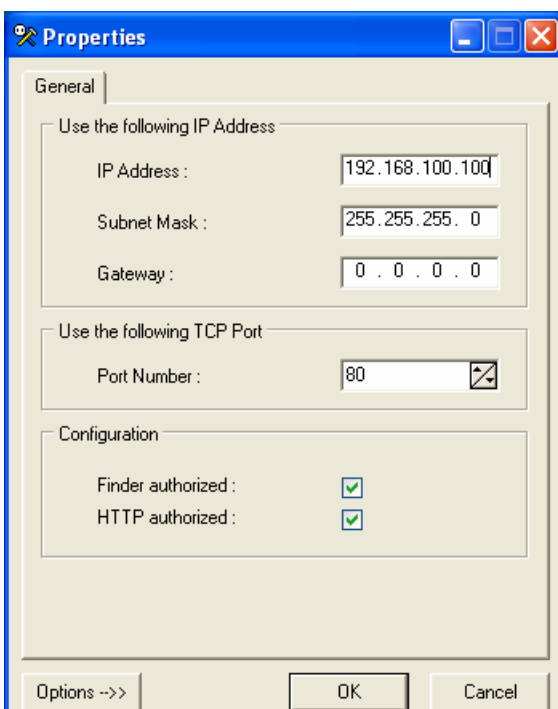 Properties
General
Use the following IP Address
IP Address : 192.168.100.100
Subnet Mask : 255.255.255. 0
Gateway : 0 . 0 . 0 . 0
Use the following TCP Port
Port Number : 80
Configuration
Finder authorized :
HTTP authorized :
Options -->> OK Cancel